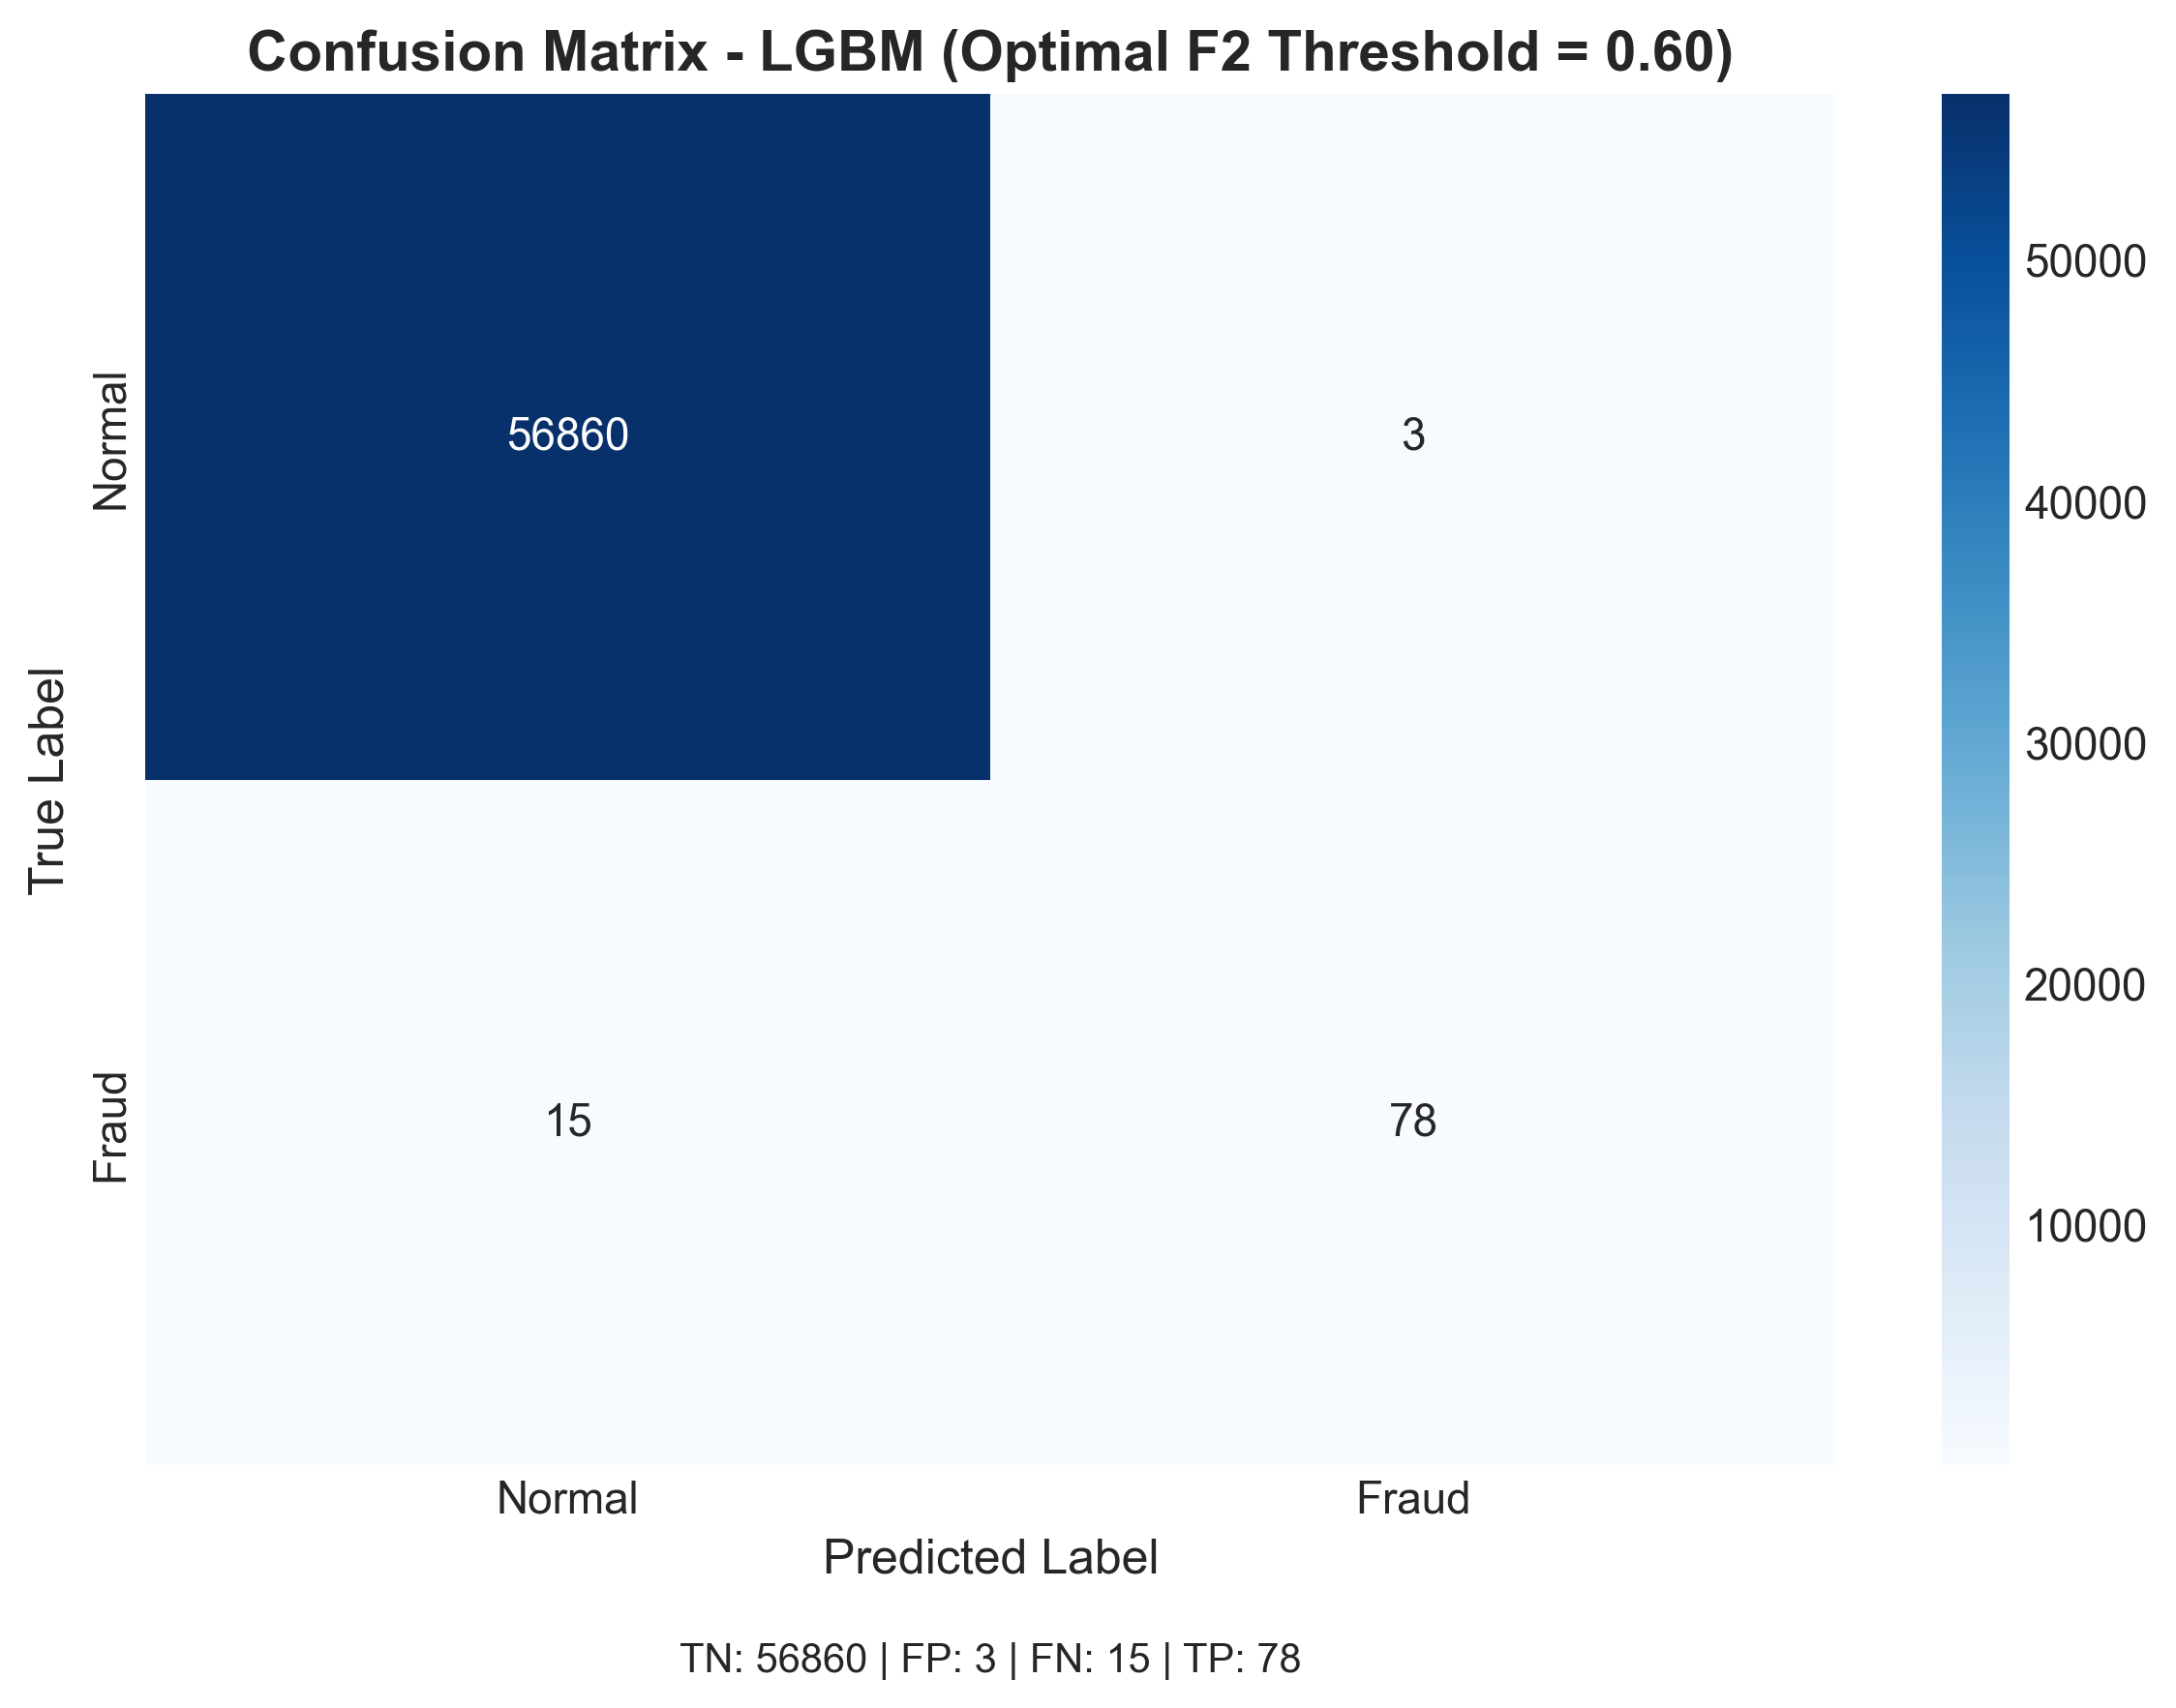 Confusion Matrix - LGBM (Optimal F2 Threshold = 0.60)
True Label
Normal
Fraud
56860
3
15
78
Normal
Fraud
Predicted Label
50000
40000
30000
20000
10000
TN: 56860 | FP: 3 | FN: 15 | TP: 78